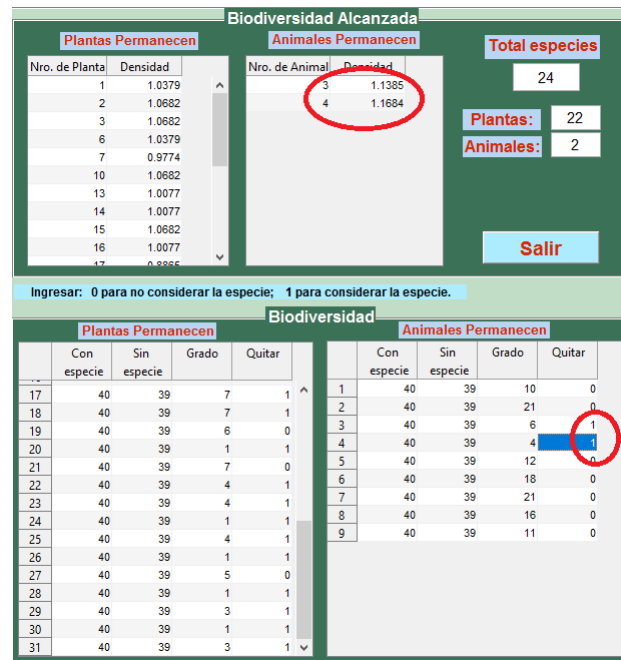 Biodiversidad Alcanzada
Plantas Permanecen
Nro. de Planta Densidad
1 1.0379
2 1.0682
3 1.0682
6 1.0379
7 0.9774
10 1.0682
13 1.0077
14 1.0077
15 1.0682
16 1.0077
17 0.8865
Animales Permanecen
Nro. de Animal Densidad
3 1.1385
4 1.1684
Total especies
24
Plantas: 22
Animales: 2
Salir
Ingresar: 0 para no considerar la especie; 1 para considerar la especie.
Biodiversidad
Plantas Permanecen
Con especie Sin especie Grado Quitar
17 40 39 7 1
18 40 39 7 1
19 40 39 6 0
20 40 39 1 1
21 40 39 7 0
22 40 39 4 1
23 40 39 4 1
24 40 39 1 1
25 40 39 4 1
26 40 39 1 1
27 40 39 5 0
28 40 39 1 1
29 40 39 3 1
30 40 39 1 1
31 40 39 3 1
Animales Permanecen
Con especie Sin especie Grado Quitar
1 40 39 10 0
2 40 39 21 0
3 40 39 6 1
4 40 39 4 1
5 40 39 12 0
6 40 39 18 0
7 40 39 21 0
8 40 39 16 0
9 40 39 11 0